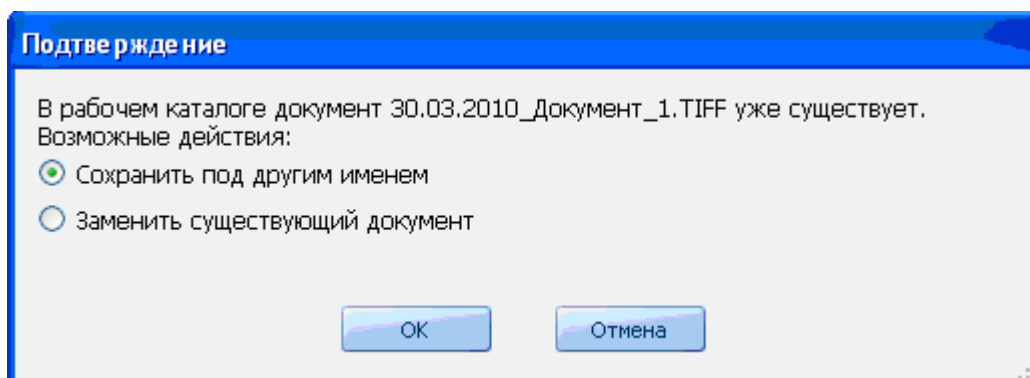 Подтверждение
В рабочем каталоге документ 30.03.2010_Документ_1.TIFF уже существует.
Возможные действия:
Сохранить под другим именем
Заменить существующий документ
ОК
Отмена